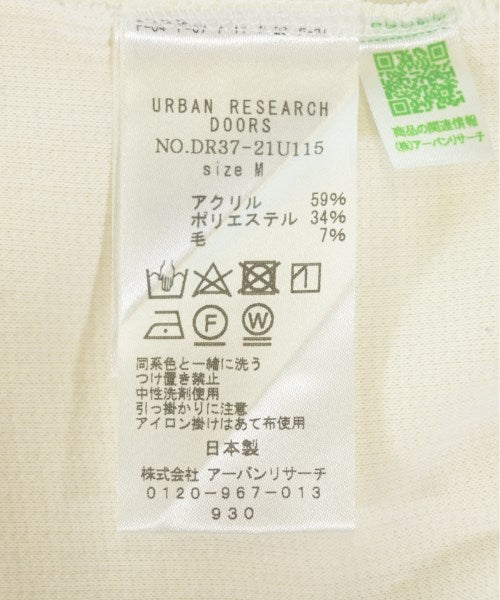 URBAN RESEARCH
DOORS
NO.DR37-21U115
size M
アクリル 59%
ポリエステル 34%
毛 7%
F W
同系色と一緒に洗う
つけ置き禁止
中性洗剤使用
引っ掛かりに注意
アイロン掛けはあて布使用
日本製
株式会社 アーバンリサーチ
0120-967-013
930
商品の関連情報
(株)アーバンリサーチ